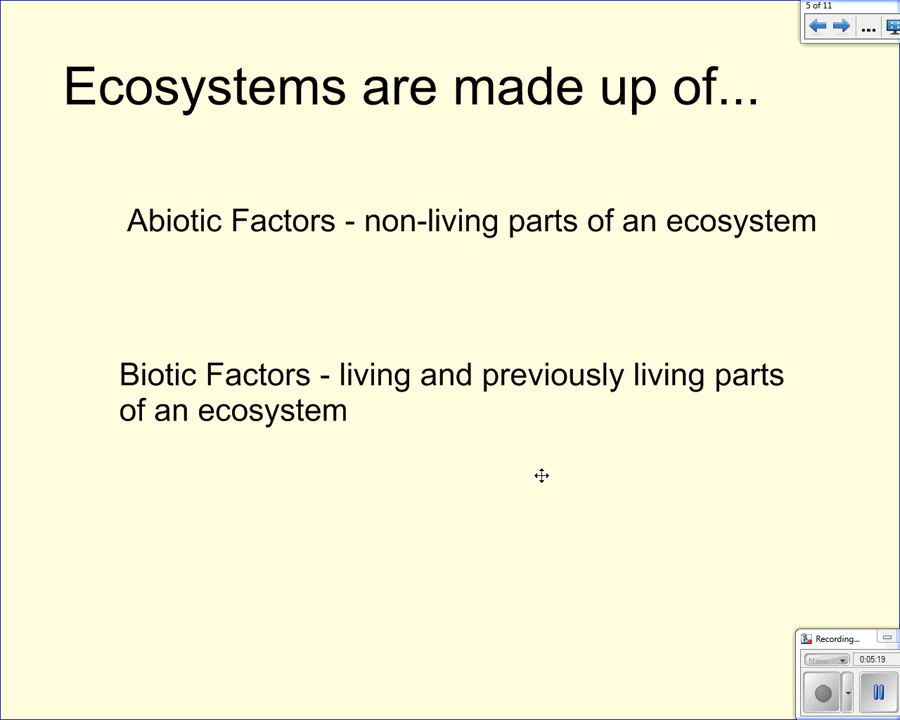 5 of 11
...
Ecosystems are made up of...
Abiotic Factors - non-living parts of an ecosystem
Biotic Factors - living and previously living parts
of an ecosystem
Recording...
Menu
0:05:19